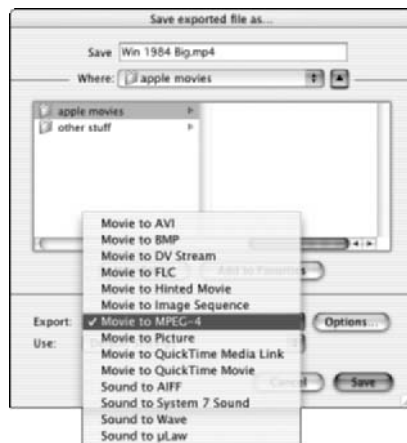 Save exported file as...
Save Win 1984 Big.mp4
Where: apple movies
apple movies
other stuff
Add to Favorites
Movie to AVI
Movie to BMP
Movie to DV Stream
Movie to FLC
Movie to Hinted Movie
Movie to Image Sequence
Export: ✓ Movie to MPEG-4 Options...
Use: Movie to Picture
Movie to QuickTime Media Link
Movie to QuickTime Movie
Sound to AIFF Cancel Save
Sound to System 7 Sound
Sound to Wave
Sound to µLaw